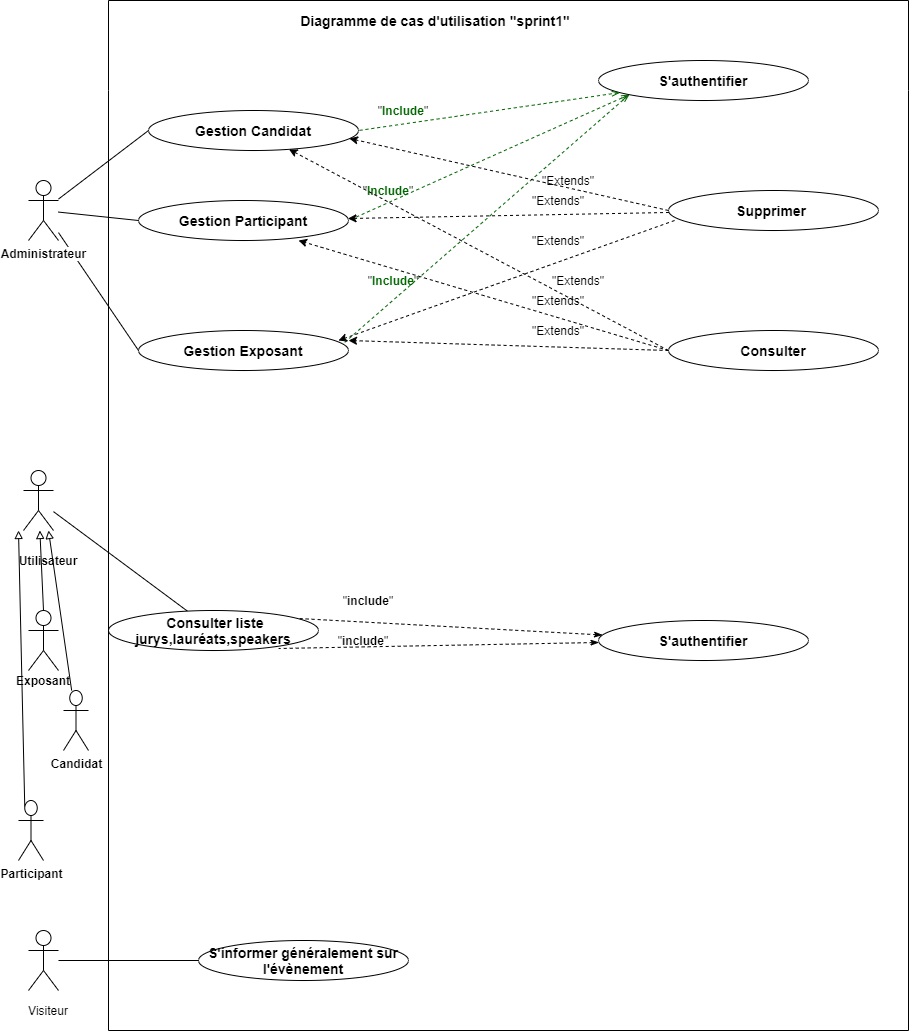 Diagramme de cas d'utilisation "sprint1"
S'authentifier
"Include"
Gestion Candidat
"Extends"
"Include"
"Extends"
Supprimer
Gestion Participant
"Extends"
Administrateur
"Include"
"Extends"
"Extends"
"Extends"
Gestion Exposant
Consulter
Utilisateur
"include"
Consulter liste
jurys,lauréats,speakers
"include"
S'authentifier
Exposant
Candidat
Participant
S'informer généralement sur
l'évènement
Visiteur